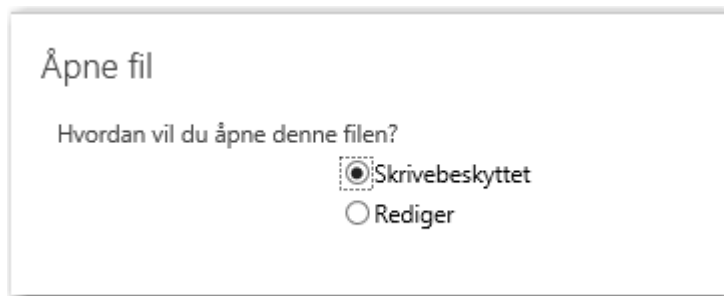 Åpne fil
Hvordan vil du åpne denne filen?
Skrivebeskyttet
Rediger